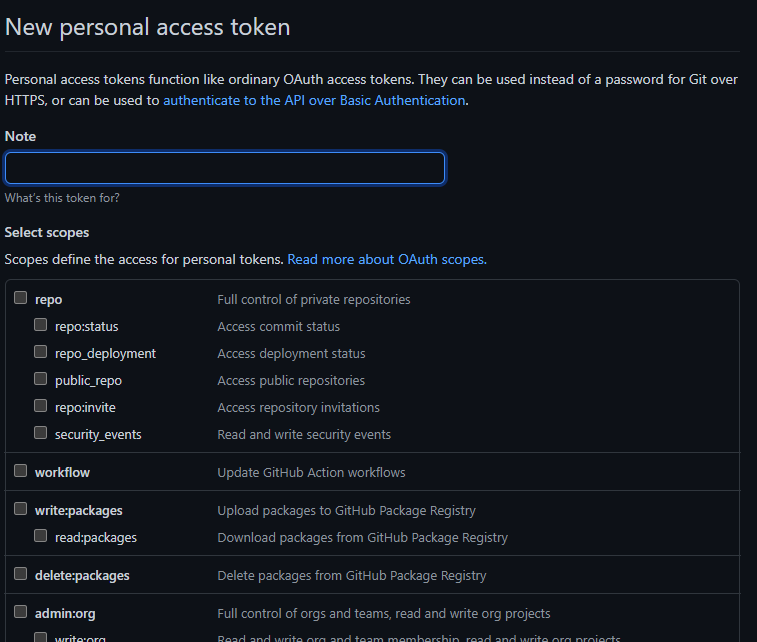 New personal access token
Personal access tokens function like ordinary OAuth access tokens. They can be used instead of a password for Git over
HTTPS, or can be used to authenticate to the API over Basic Authentication.
Note
What's this token for?
Select scopes
Scopes define the access for personal tokens. Read more about OAuth scopes.
repo Full control of private repositories
repo:status Access commit status
repo_deployment Access deployment status
public_repo Access public repositories
repo:invite Access repository invitations
security_events Read and write security events
workflow Update GitHub Action workflows
write:packages Upload packages to GitHub Package Registry
read:packages Download packages from GitHub Package Registry
delete:packages Delete packages from GitHub Package Registry
admin:org Full control of orgs and teams, read and write org projects
write:org Read and write org and team membership, read and write org projects